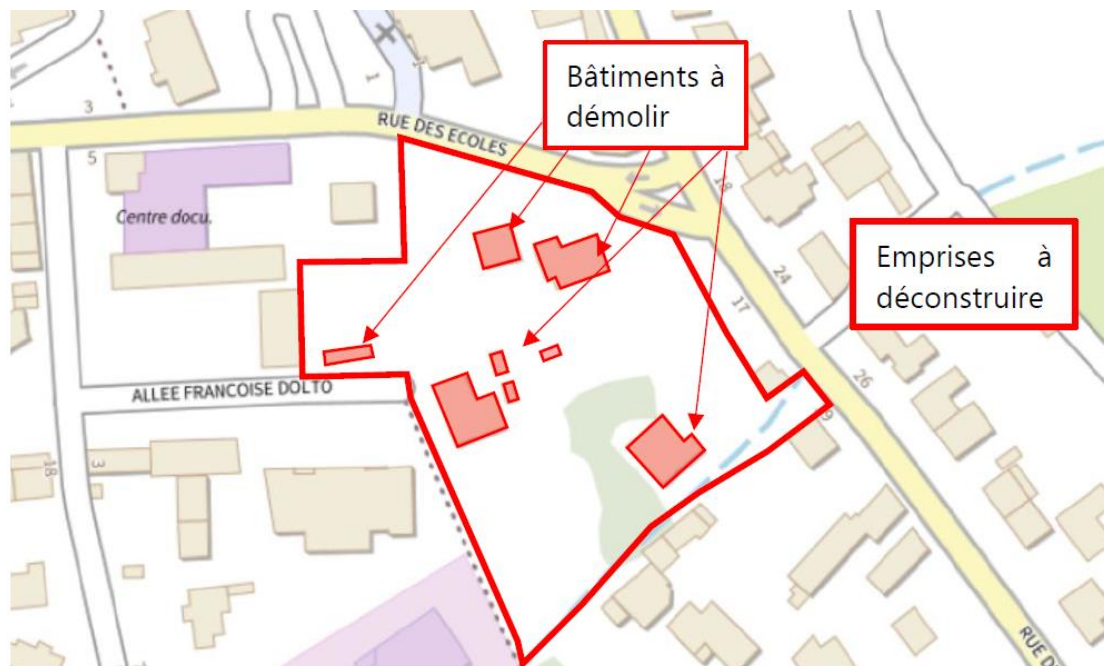 Bâtiments à
démolir
1
1
3
RUE DES ECOLES
5
Centre docu.
18
Emprises à
déconstruire
24
17
ALLEE FRANCOISE DOLTO
26
3
18
RUE D